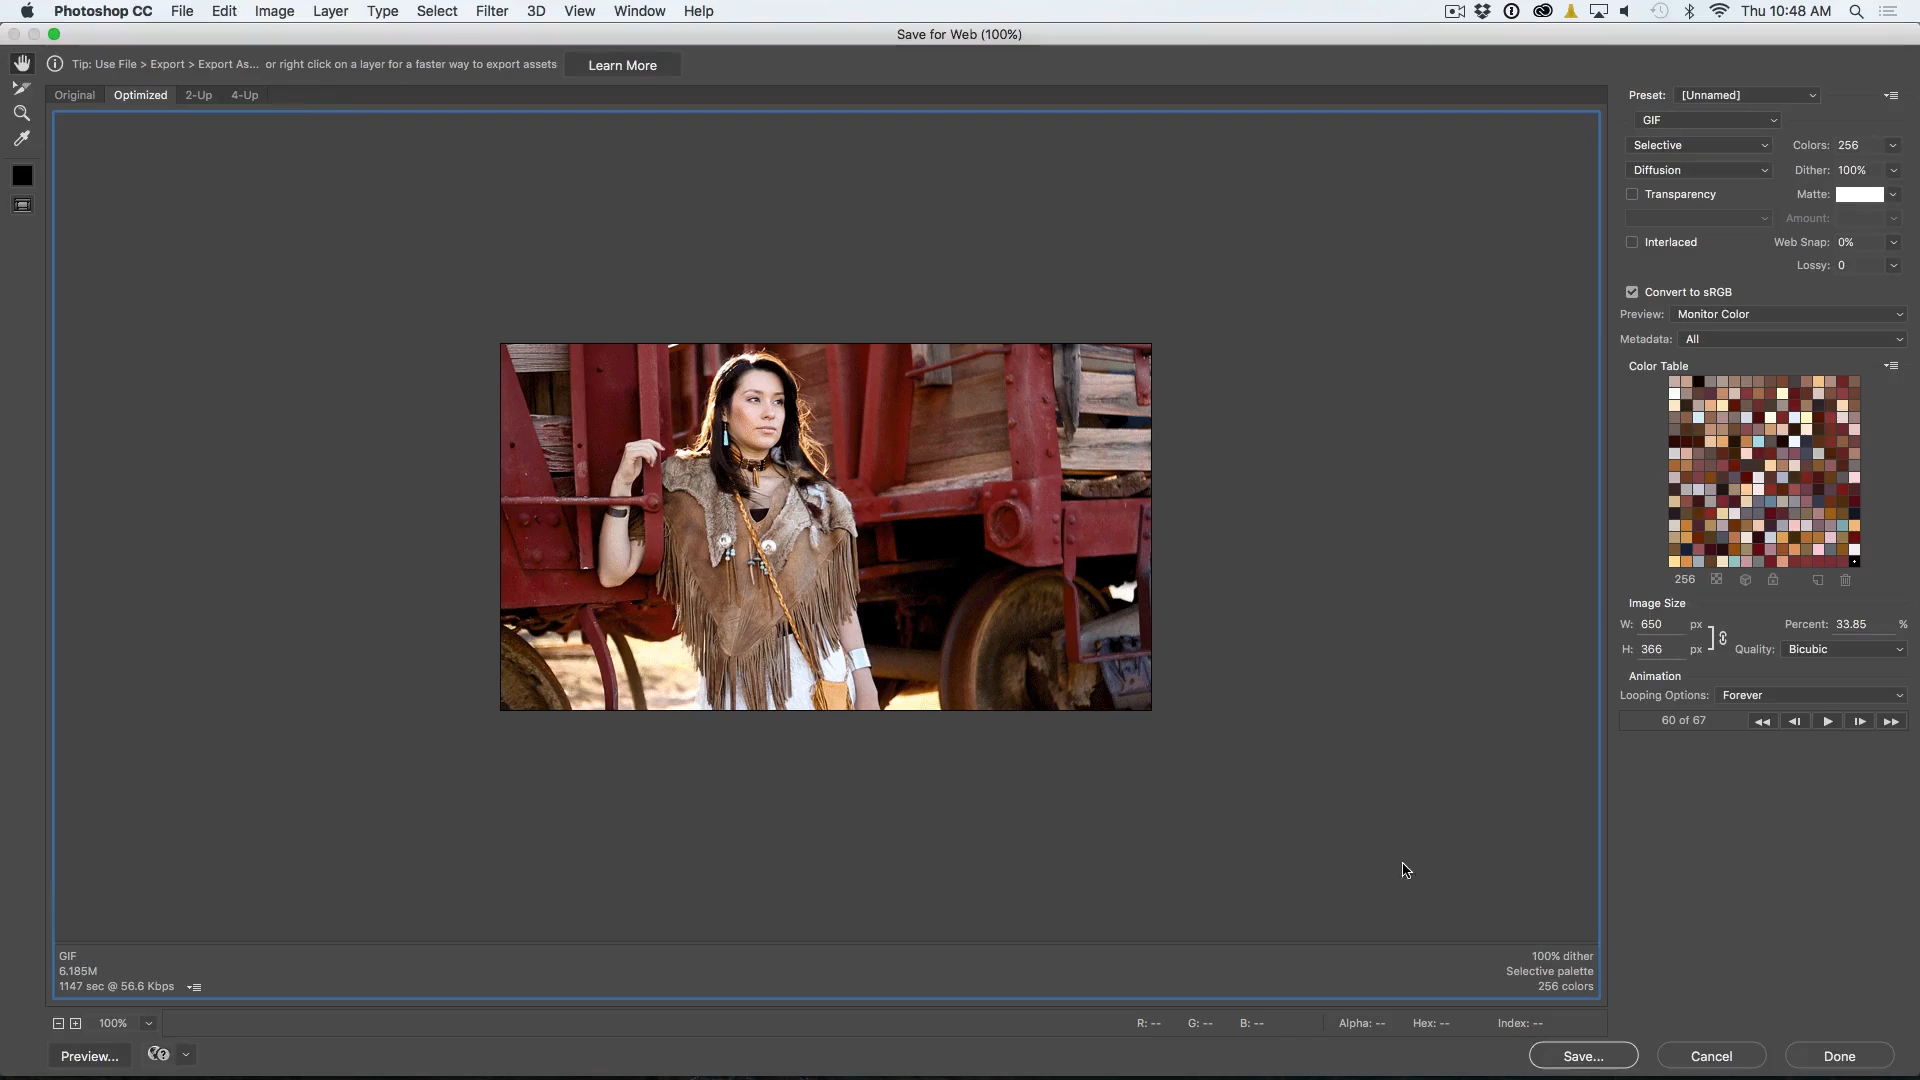 Photoshop CC File Edit Image Layer Type Select Filter 3D View Window Help Thu 10:48 AM
Save for Web (100%)
Tip: Use File > Export > Export As... or right click on a layer for a faster way to export assets Learn More
Original Optimized 2-Up 4-Up
Preset: [Unnamed]
GIF
Selective Colors: 256
Diffusion Dither: 100%
Transparency Matte:
Amount:
Interlaced Web Snap: 0%
Lossy: 0
Convert to sRGB
Preview: Monitor Color
Metadata: All
Color Table
256
Image Size
W: 650 px Percent: 33.85 %
H: 366 px Quality: Bicubic
Animation
Looping Options: Forever
60 of 67
GIF 100% dither
6.185M Selective palette
1147 sec @ 56.6 Kbps 256 colors
100% R: -- G: -- B: -- Alpha: -- Hex: -- Index: --
Preview... Save... Cancel Done